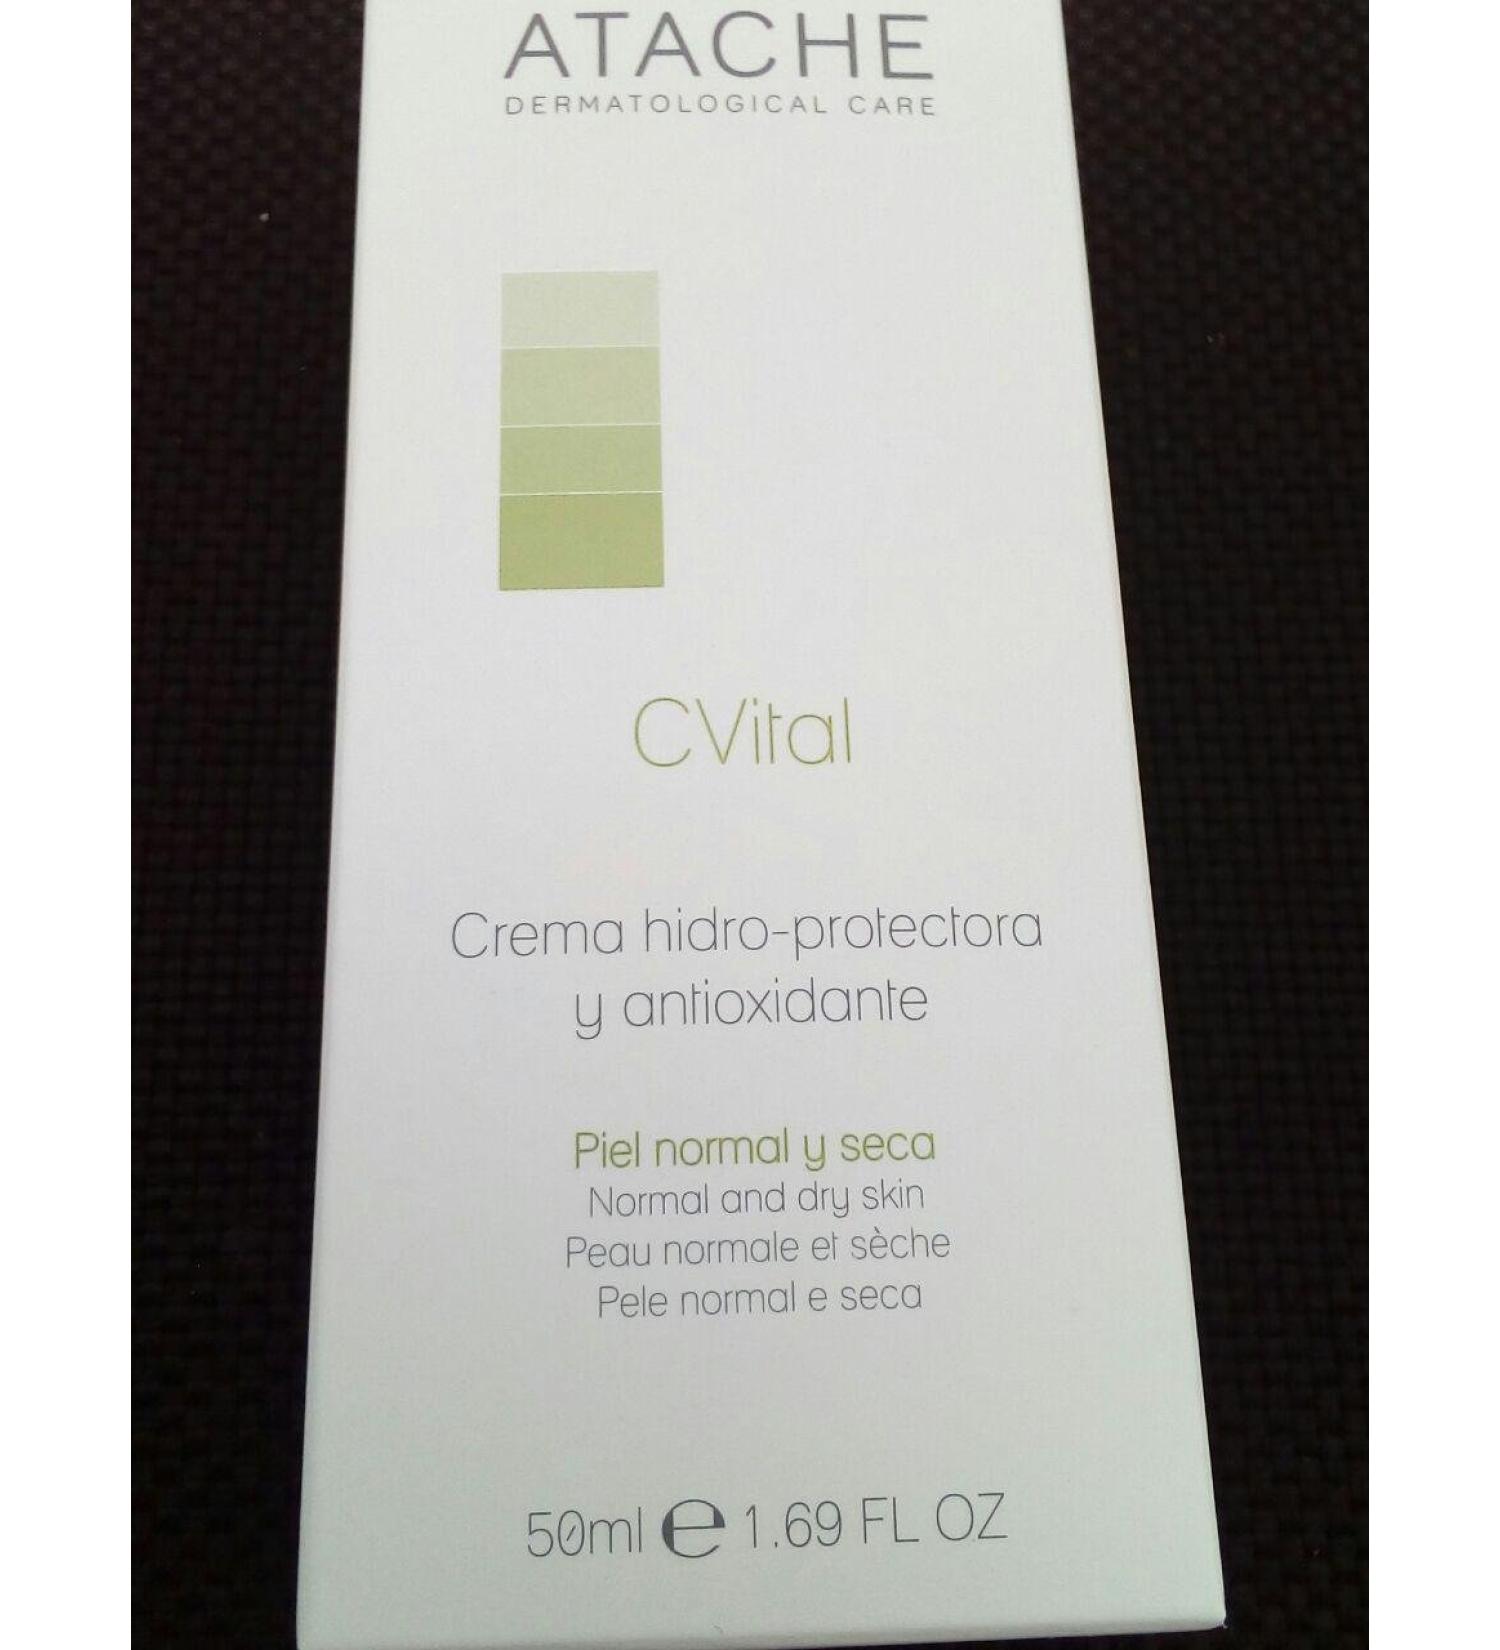 ATACHE
DERMATOLOGICAL CARE
CVital
Crema hidro-protectora
y antioxidante
Piel normal y seca
Normal and dry skin
Peau normale et sèche
Pele normal e seca
50ml e 1.69 FL OZ